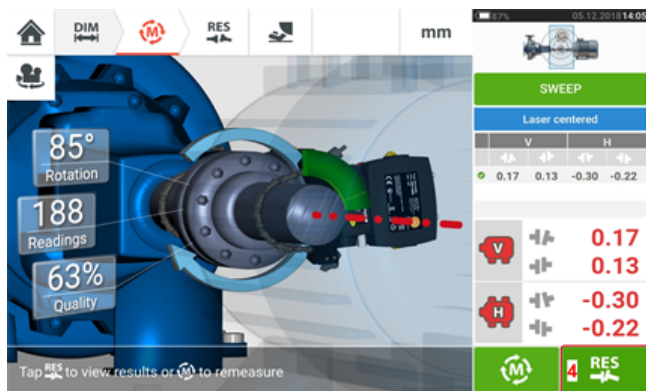 DIM
M
RES
mm
87%
05.12.2018 14:05
SWEEP
Laser centered
V H
0.17 0.13 -0.30 -0.22
85°
Rotation
188
Readings
63%
Quality
V
0.17
0.13
H
-0.30
-0.22
Tap RES to view results or M to remeasure
M
4 RES